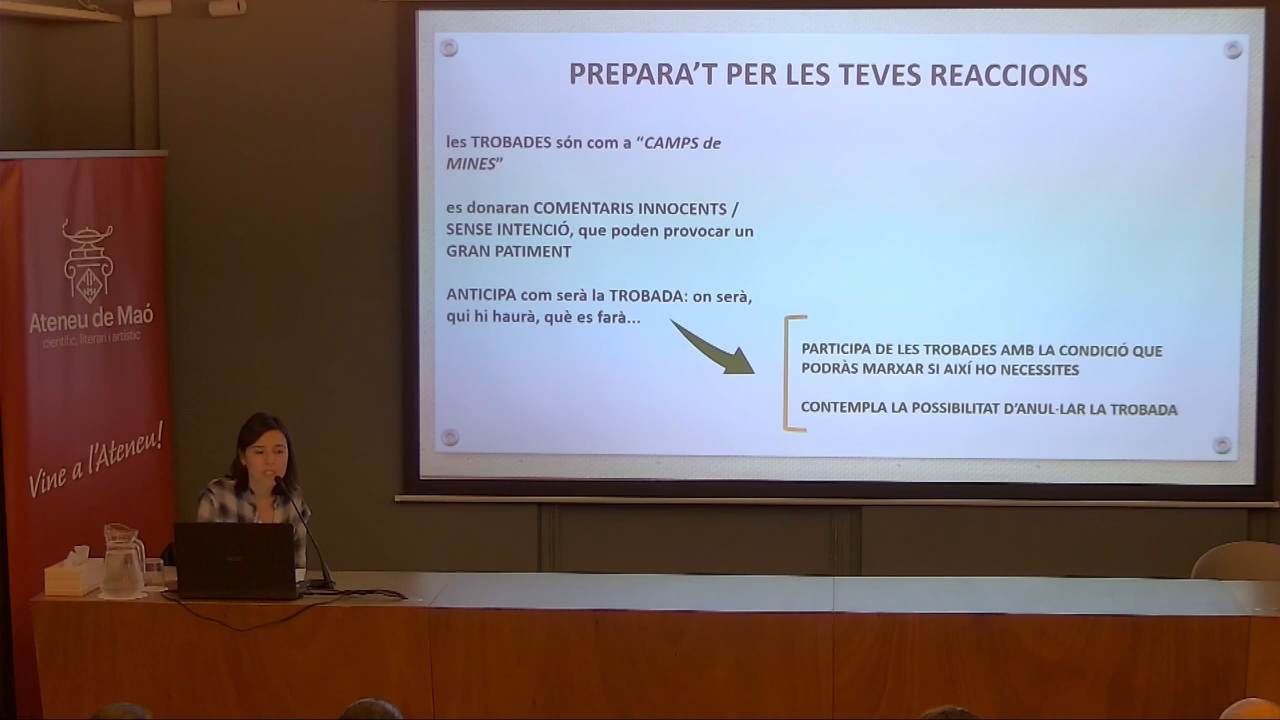 PREPARA’T PER LES TEVES REACCIONS
les TROBADES són com a “CAMPS de
MINES”
es donaran COMENTARIS INNOCENTS /
SENSE INTENCIÓ, que poden provocar un
GRAN PATIMENT
ANTICIPA com serà la TROBADA: on serà,
qui hi haurà, què es farà...
PARTICIPA DE LES TROBADES AMB LA CONDICIÓ QUE
PODRÀS MARXAR SI AIXÍ HO NECESSITES
CONTEMPLA LA POSSIBILITAT D’ANUL·LAR LA TROBADA
Ateneu de Maó
científic, literari i artístic
Vine a l’Ateneu!